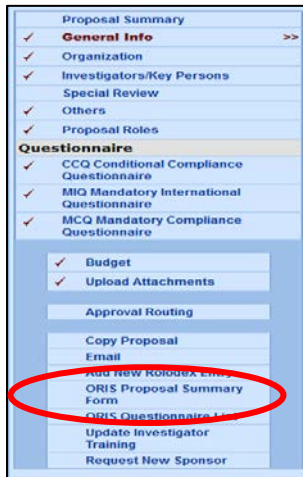 Proposal Summary
✓ General Info >>
✓ Organization
✓ Investigators/Key Persons
Special Review
✓ Others
✓ Proposal Roles
Questionnaire
✓ CCQ Conditional Compliance
Questionnaire
✓ MIQ Mandatory International
Questionnaire
✓ MCQ Mandatory Compliance
Questionnaire
✓ Budget
✓ Upload Attachments
Approval Routing
Copy Proposal
Email
Add New Rolodex Entry
ORIS Proposal Summary
Form
ORIS Questionnaire List
Update Investigator
Training
Request New Sponsor